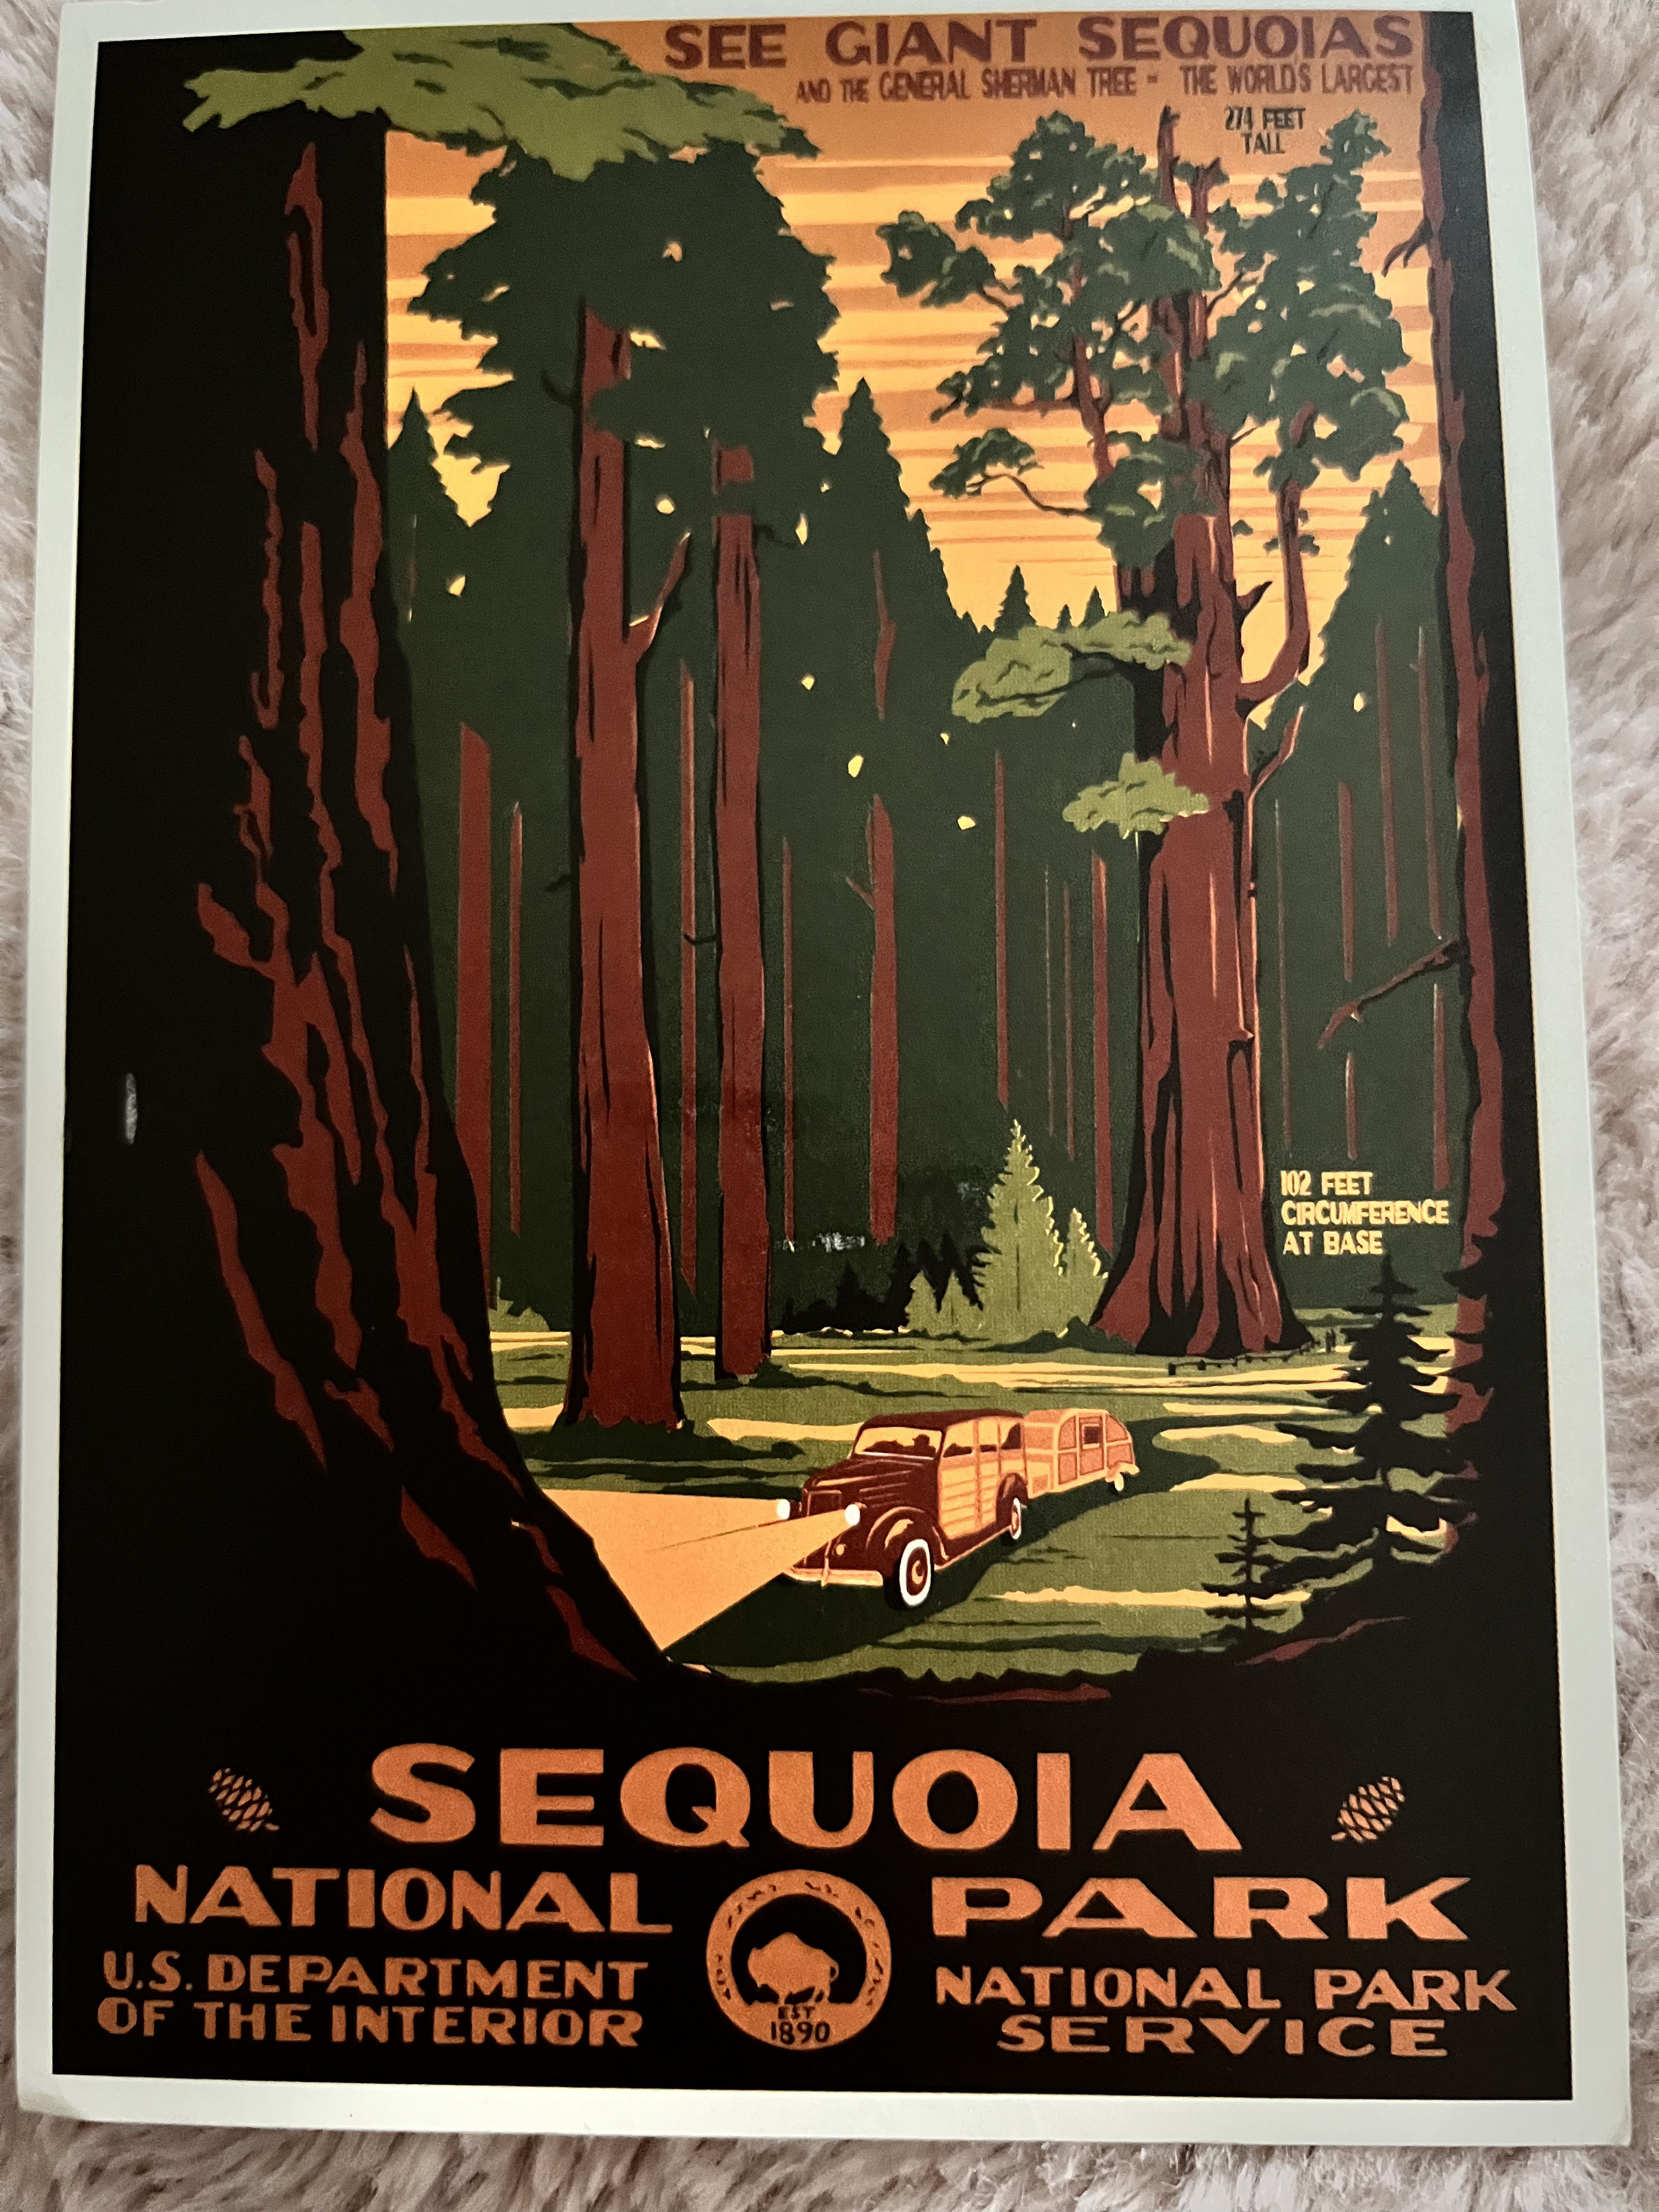 SEE GIANT SEQUOIAS
AND THE GENERAL SHERMAN TREE - THE WORLD'S LARGEST
274 FEET
TALL
102 FEET
CIRCUMFERENCE
AT BASE
SEQUOIA
NATIONAL PARK
U.S. DEPARTMENT
OF THE INTERIOR
EST
1890
NATIONAL PARK
SERVICE